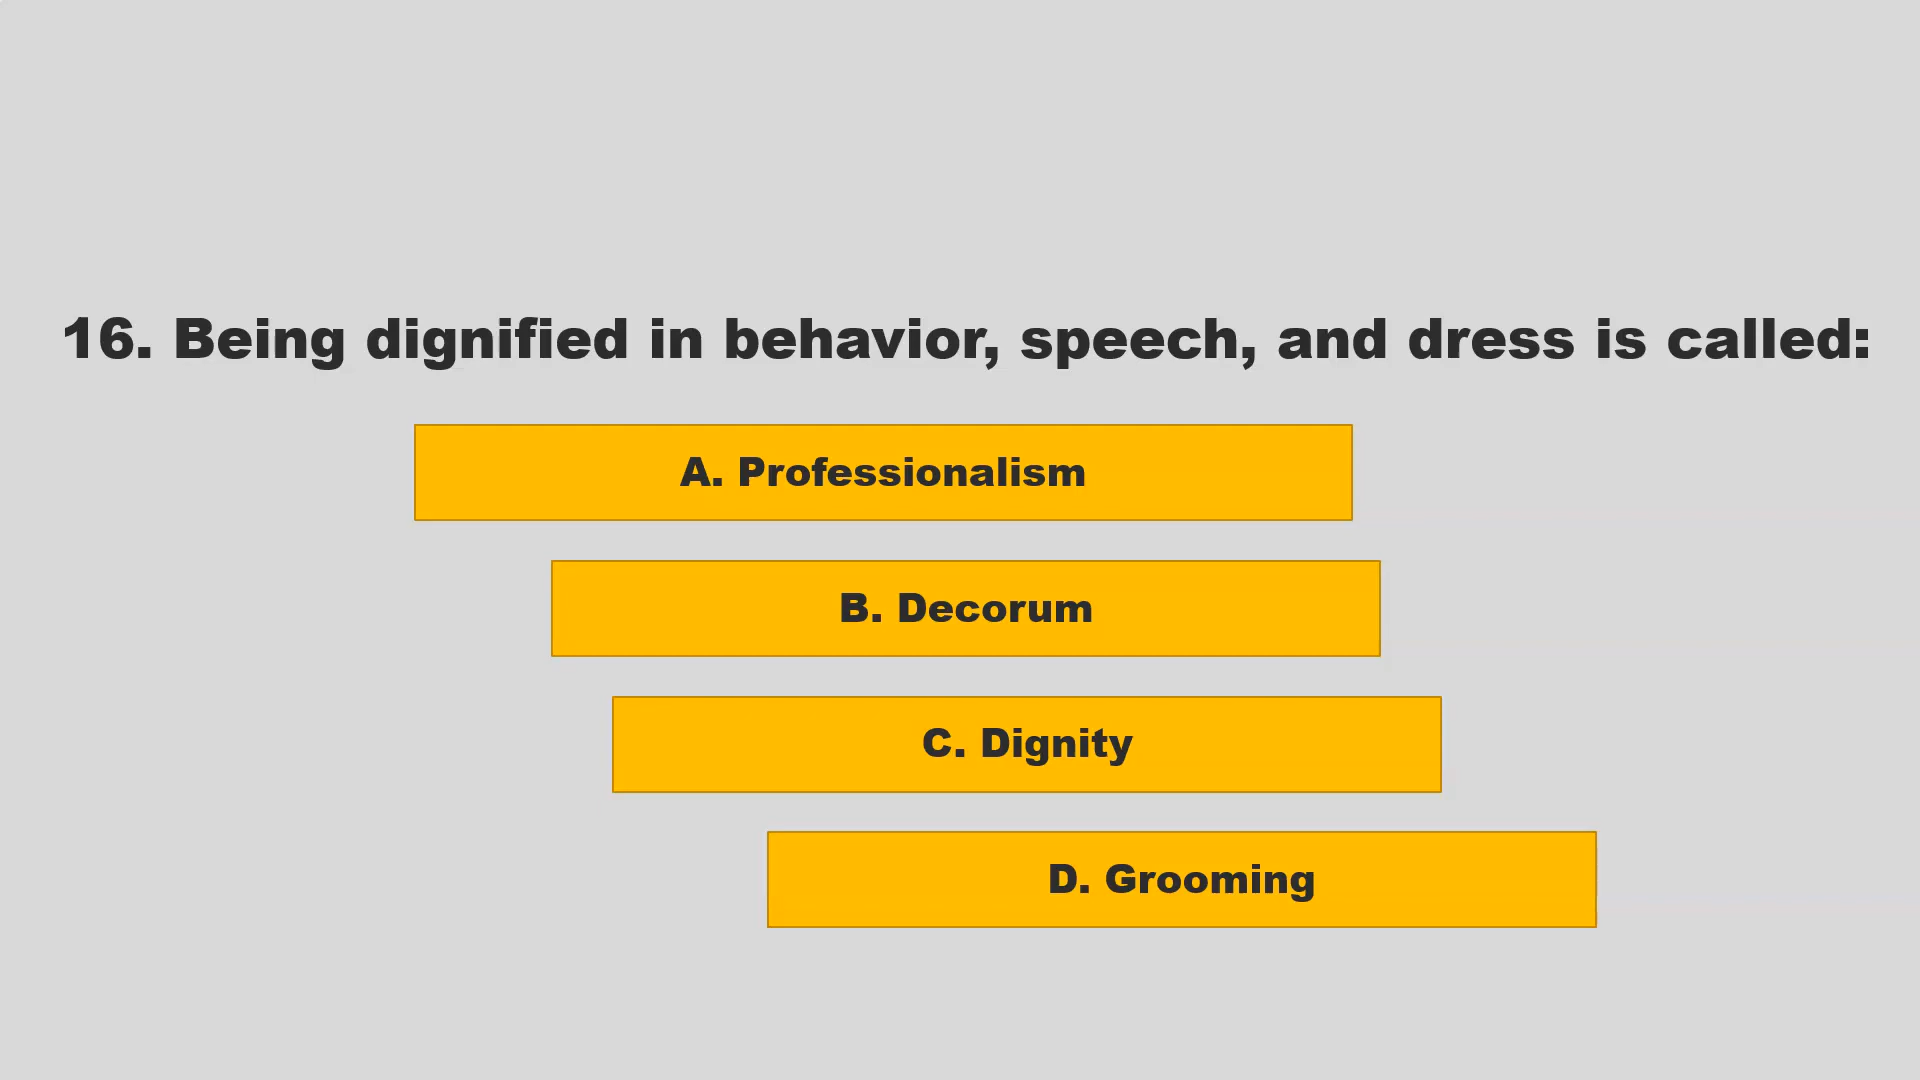 16. Being dignified in behavior, speech, and dress is called:
A. Professionalism
B. Decorum
C. Dignity
D. Grooming